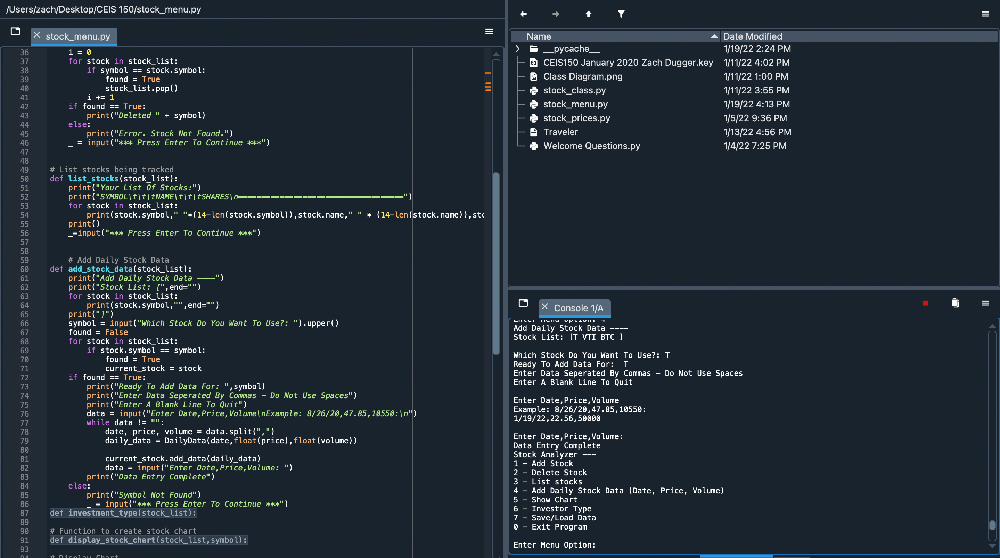 /Users/zach/Desktop/CEIS 150/stock_menu.py
stock_menu.py
36     i = 0
37     for stock in stock_list:
38         if symbol == stock.symbol:
39             found = True
40             stock_list.pop()
41         i += 1
42     if found == True:
43         print("Deleted " + symbol)
44     else:
45         print("Error. Stock Not Found.")
46     _ = input("*** Press Enter To Continue ***")
47
48
49 # List stocks being tracked
50 def list_stocks(stock_list):
51     print("Your List Of Stocks:")
52     print("SYMBOL\t\t\tNAME\t\t\tSHARES\n====================================")
53     for stock in stock_list:
54         print(stock.symbol," "*(14-len(stock.symbol)),stock.name," " * (14-len(stock.name)),sto
55     print()
56     _=input("*** Press Enter To Continue ***")
57
58
59     # Add Daily Stock Data
60 def add_stock_data(stock_list):
61     print("Add Daily Stock Data ----")
62     print("Stock List: [",end="")
63     for stock in stock_list:
64         print(stock.symbol,"",end="")
65     print("]")
66     symbol = input("Which Stock Do You Want To Use?: ").upper()
67     found = False
68     for stock in stock_list:
69         if stock.symbol == symbol:
70             found = True
71             current_stock = stock
72     if found == True:
73         print("Ready To Add Data For: ",symbol)
74         print("Enter Data Seperated By Commas - Do Not Use Spaces")
75         print("Enter A Blank Line To Quit")
76         data = input("Enter Date,Price,Volume\nExample: 8/26/20,47.85,10550:\n")
77         while data != "":
78             date, price, volume = data.split(",")
79             daily_data = DailyData(date,float(price),float(volume))
80
81             current_stock.add_data(daily_data)
82             data = input("Enter Date,Price,Volume: ")
83         print("Data Entry Complete")
84     else:
85         print("Symbol Not Found")
86         _ = input("*** Press Enter To Continue ***")
87 def investment_type(stock_list):
89
90 # Function to create stock chart
91 def display_stock_chart(stock_list,symbol):
93
94 # Display Chart
Name Date Modified
__pycache__ 1/19/22 2:24 PM
CEIS150 January 2020 Zach Dugger.key 1/11/22 4:02 PM
Class Diagram.png 1/11/22 1:00 PM
stock_class.py 1/11/22 3:55 PM
stock_menu.py 1/19/22 4:13 PM
stock_prices.py 1/5/22 9:36 PM
Traveler 1/13/22 4:56 PM
Welcome Questions.py 1/4/22 7:25 PM
Console 1/A
Enter Menu Option: 4
Add Daily Stock Data ----
Stock List: [T VTI BTC ]
Which Stock Do You Want To Use?: T
Ready To Add Data For:  T
Enter Data Seperated By Commas - Do Not Use Spaces
Enter A Blank Line To Quit
Enter Date,Price,Volume
Example: 8/26/20,47.85,10550:
1/19/22,22.56,50000
Enter Date,Price,Volume:
Data Entry Complete
Stock Analyzer ---
1 - Add Stock
2 - Delete Stock
3 - List stocks
4 - Add Daily Stock Data (Date, Price, Volume)
5 - Show Chart
6 - Investor Type
7 - Save/Load Data
0 - Exit Program
Enter Menu Option: